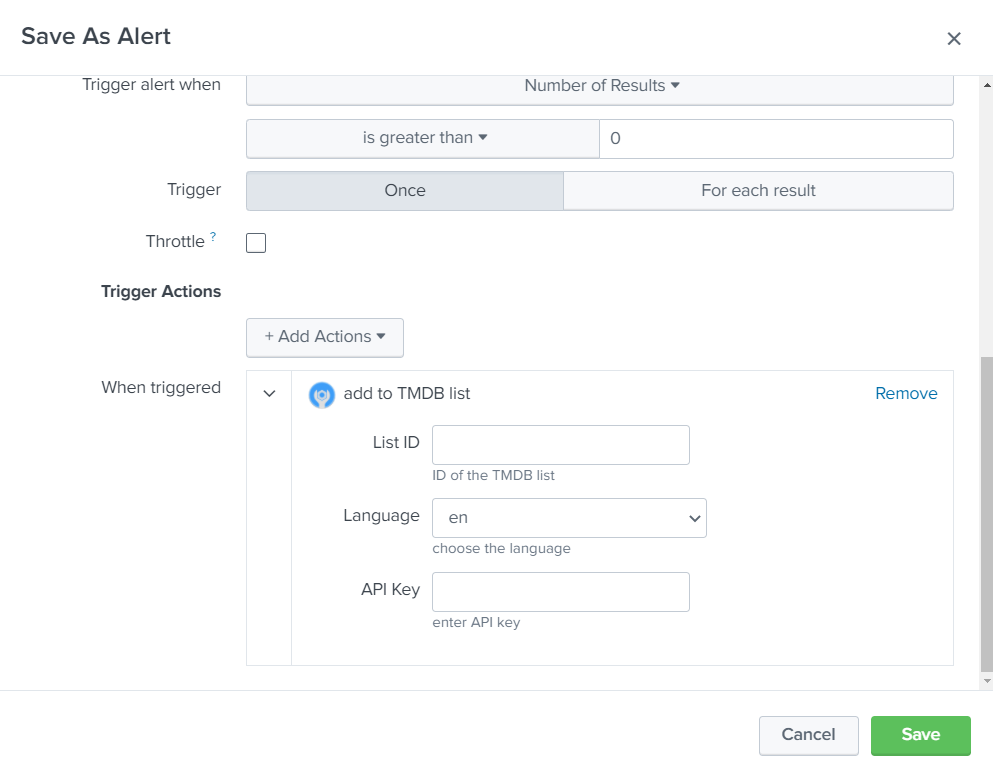 Save As Alert
Trigger alert when
Number of Results
is greater than
0
Trigger
Once
For each result
Throttle ?
Trigger Actions
+ Add Actions
When triggered
add to TMDB list
Remove
List ID
ID of the TMDB list
Language
en
choose the language
API Key
enter API key
Cancel
Save